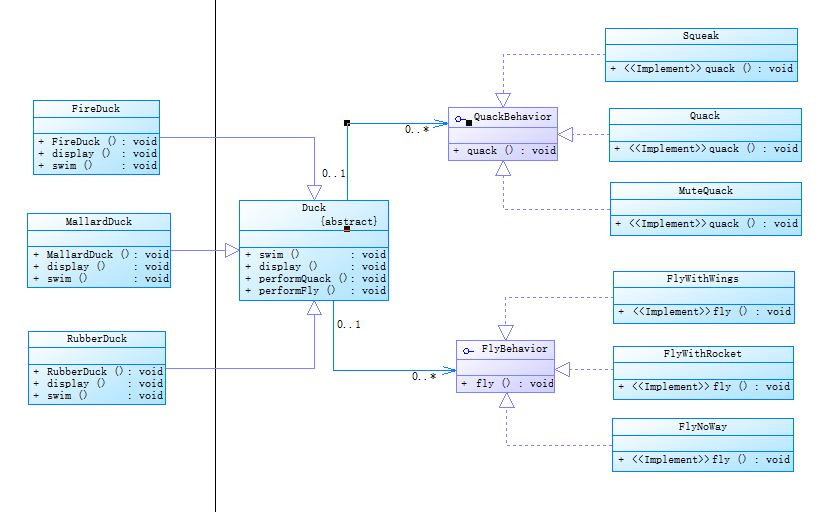 FireDuck
+ FireDuck () : void
+ display () : void
+ swim () : void
MallardDuck
+ MallardDuck () : void
+ display () : void
+ swim () : void
RubberDuck
+ RubberDuck () : void
+ display () : void
+ swim () : void
Duck
{abstract}
+ swim () : void
+ display () : void
+ performQuack () : void
+ performFly () : void
0..1
0..*
0..1
0..*
QuackBehavior
+ quack () : void
FlyBehavior
+ fly () : void
Squeak
+ <<Implement>> quack () : void
Quack
+ <<Implement>> quack () : void
MuteQuack
+ <<Implement>> quack () : void
FlyWithWings
+ <<Implement>> fly () : void
FlyWithRocket
+ <<Implement>> fly () : void
FlyNoWay
+ <<Implement>> fly () : void